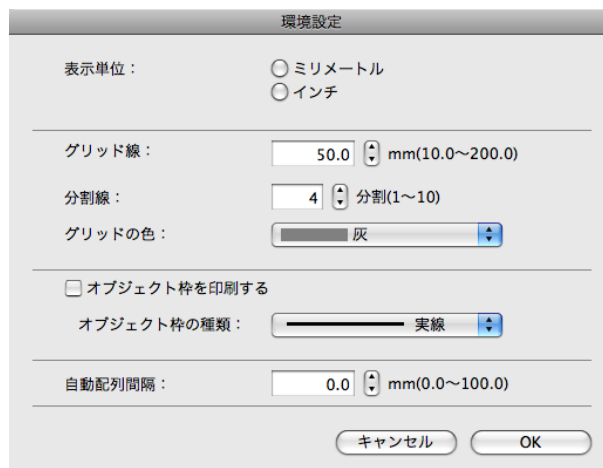 環境設定
表示単位：
ミリメートル
インチ
グリッド線：
50.0 mm(10.0～200.0)
分割線：
4 分割(1～10)
グリッドの色：
灰
オブジェクト枠を印刷する
オブジェクト枠の種類：
実線
自動配列間隔：
0.0 mm(0.0～100.0)
キャンセル
OK